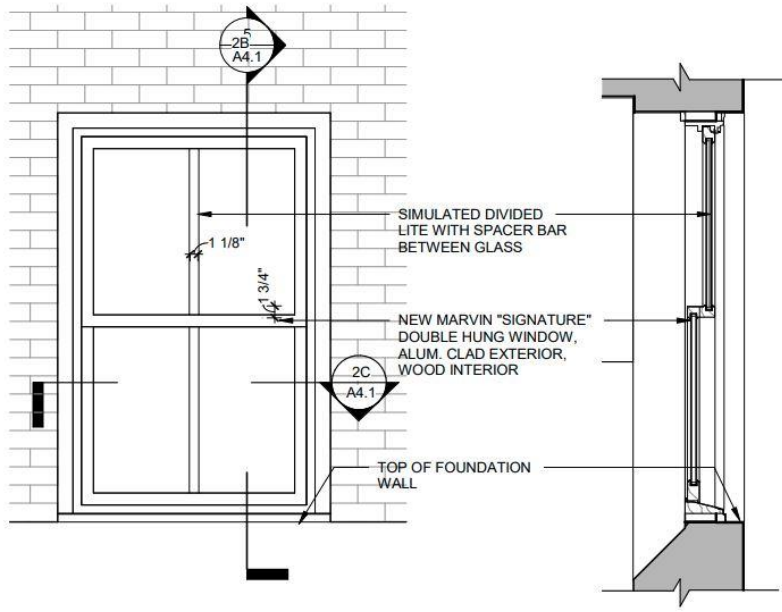 5
2B
A4.1
SIMULATED DIVIDED
LITE WITH SPACER BAR
BETWEEN GLASS
1 1/8"
1 3/4"
NEW MARVIN "SIGNATURE"
DOUBLE HUNG WINDOW,
ALUM. CLAD EXTERIOR,
WOOD INTERIOR
2C
A4.1
TOP OF FOUNDATION
WALL